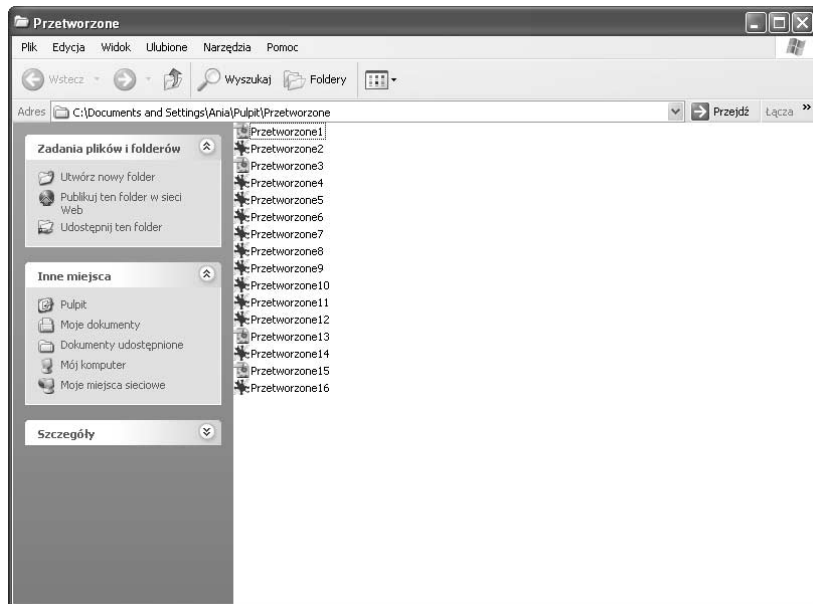 Przetworzone
Plik Edycja Widok Ulubione Narzędzia Pomoc
Wstecz Wyszukaj Foldery
Adres C:\Documents and Settings\Ania\Pulpit\Przetworzone Przejdź Łącza »
Zadania plików i folderów
Utwórz nowy folder
Publikuj ten folder w sieci
Web
Udostępnij ten folder
Inne miejsca
Pulpit
Moje dokumenty
Dokumenty udostępnione
Mój komputer
Moje miejsca sieciowe
Szczegóły
Przetworzone1
Przetworzone2
Przetworzone3
Przetworzone4
Przetworzone5
Przetworzone6
Przetworzone7
Przetworzone8
Przetworzone9
Przetworzone10
Przetworzone11
Przetworzone12
Przetworzone13
Przetworzone14
Przetworzone15
Przetworzone16